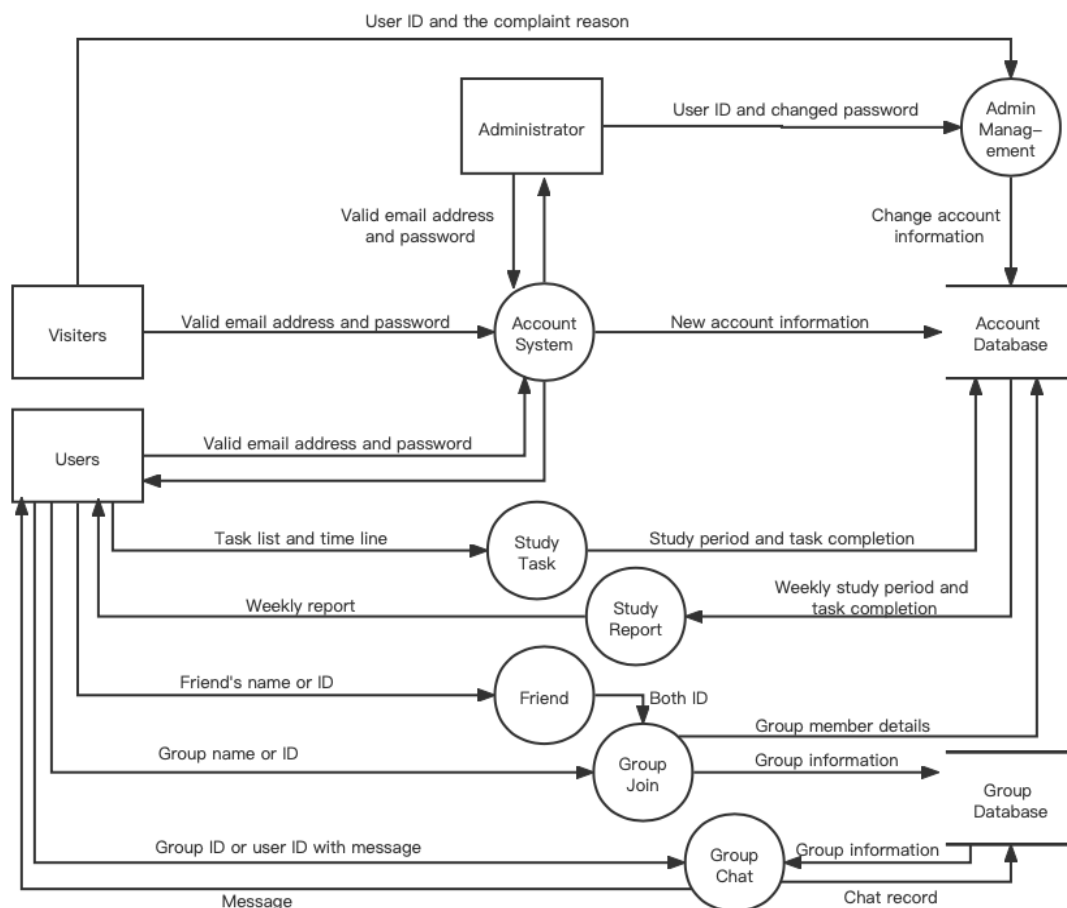 User ID and the complaint reason
Administrator
User ID and changed password
Admin
Manag-
ement
Valid email address
and password
Change account
information
Visiters
Valid email address and password
Account
System
New account information
Account
Database
Users
Valid email address and password
Task list and time line
Study
Task
Study period and task completion
Weekly report
Study
Report
Weekly study period and
task completion
Friend's name or ID
Friend
Both ID
Group member details
Group name or ID
Group
Join
Group information
Group
Database
Group ID or user ID with message
Group
Chat
Group information
Message
Chat record